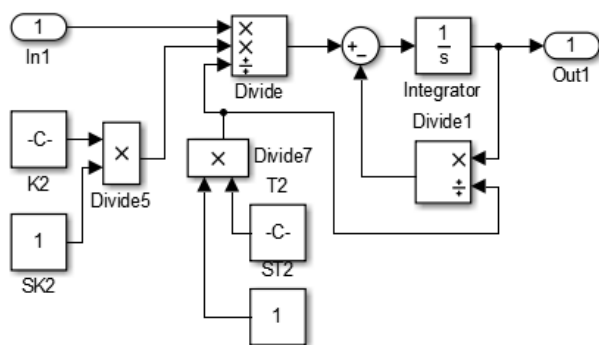 1
In1
×
×
÷
Divide
+
−
1
s
Integrator
1
Out1
-C-
K2
×
Divide5
×
Divide7
T2
Divide1
×
÷
1
SK2
-C-
ST2
1